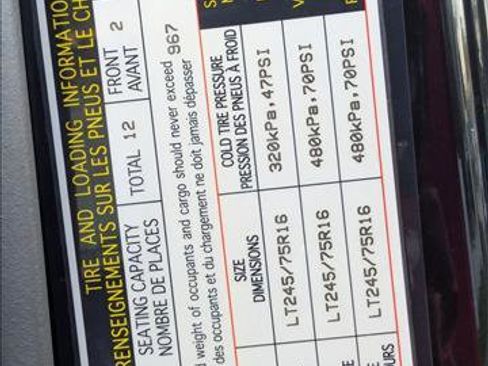 TIRE AND LOADING INFORMATIO
RENSEIGNEMENTS SUR LES PNEUS ET LE CH
SEATING CAPACITY
NOMBRE DE PLACES
TOTAL 12
FRONT
AVANT
2
weight of occupants and cargo should never exceed 967
des occupants et du chargement ne doit jamais dépasser
SIZE
DIMENSIONS
COLD TIRE PRESSURE
PRESSION DES PNEUS À FROID
LT245/75R16 320kPa,47PSI
LT245/75R16 480kPa,70PSI
LT245/75R16 480kPa,70PSI